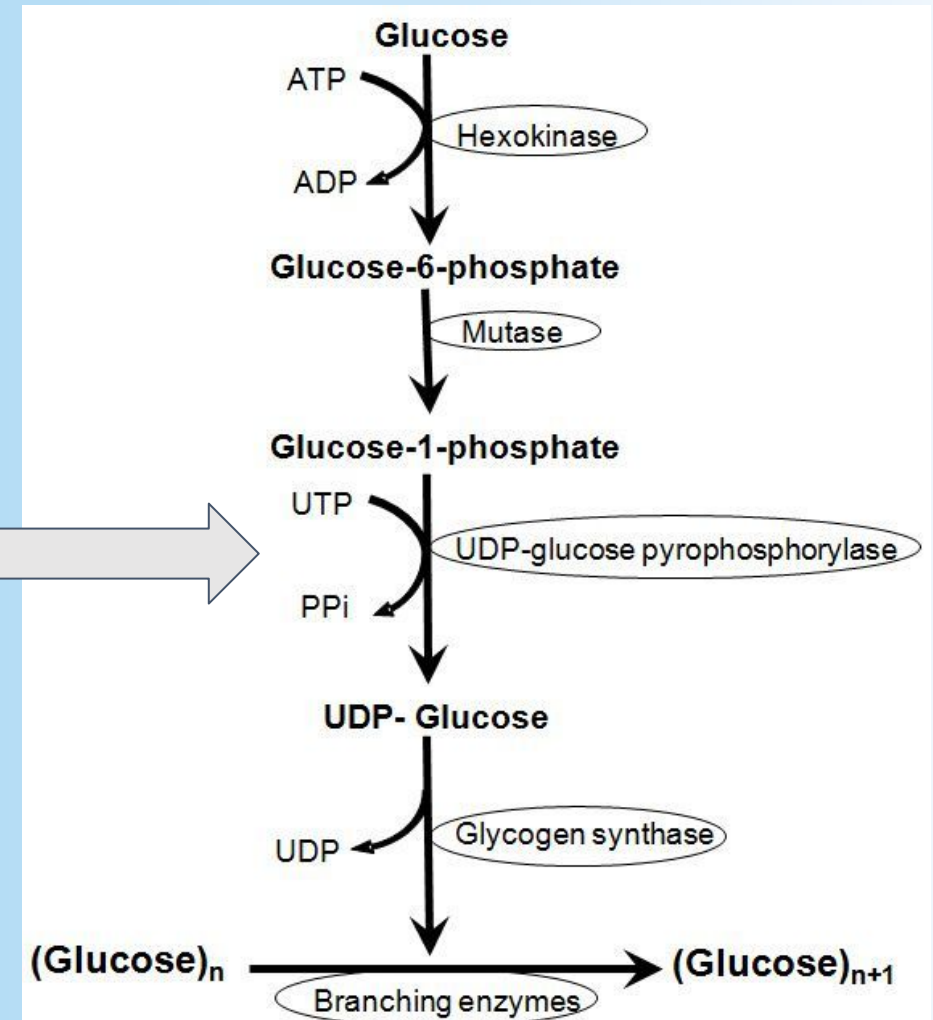 Glucose
ATP
Hexokinase
ADP
Glucose-6-phosphate
Mutase
Glucose-1-phosphate
UTP
UDP-glucose pyrophosphorylase
PPi
UDP- Glucose
Glycogen synthase
UDP
(Glucose)n (Glucose)n+1
Branching enzymes